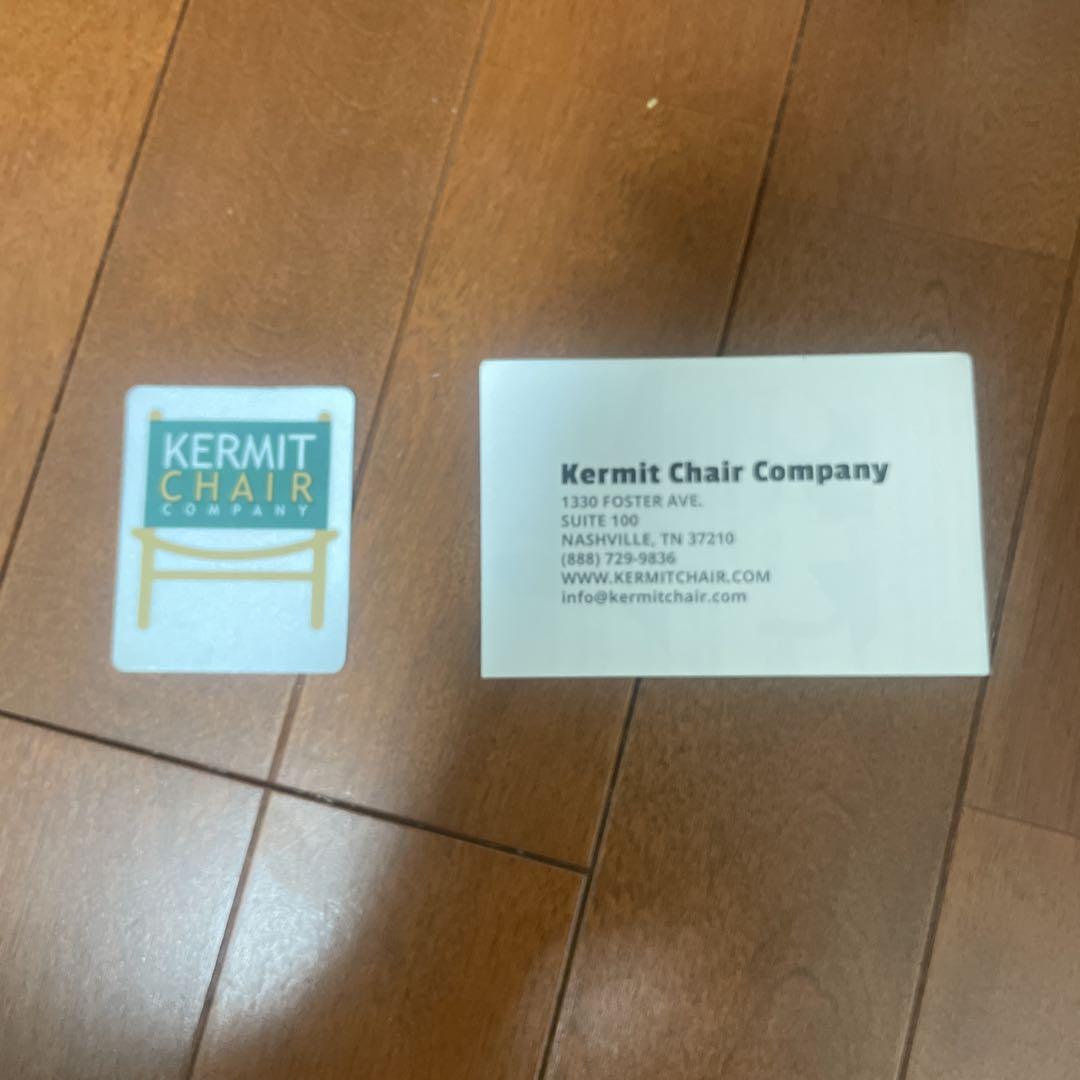 KERMIT
CHAIR
COMPANY
Kermit Chair Company
1330 FOSTER AVE.
SUITE 100
NASHVILLE, TN 37210
(888) 729-9836
WWW.KERMITCHAIR.COM
info@kermitchair.com